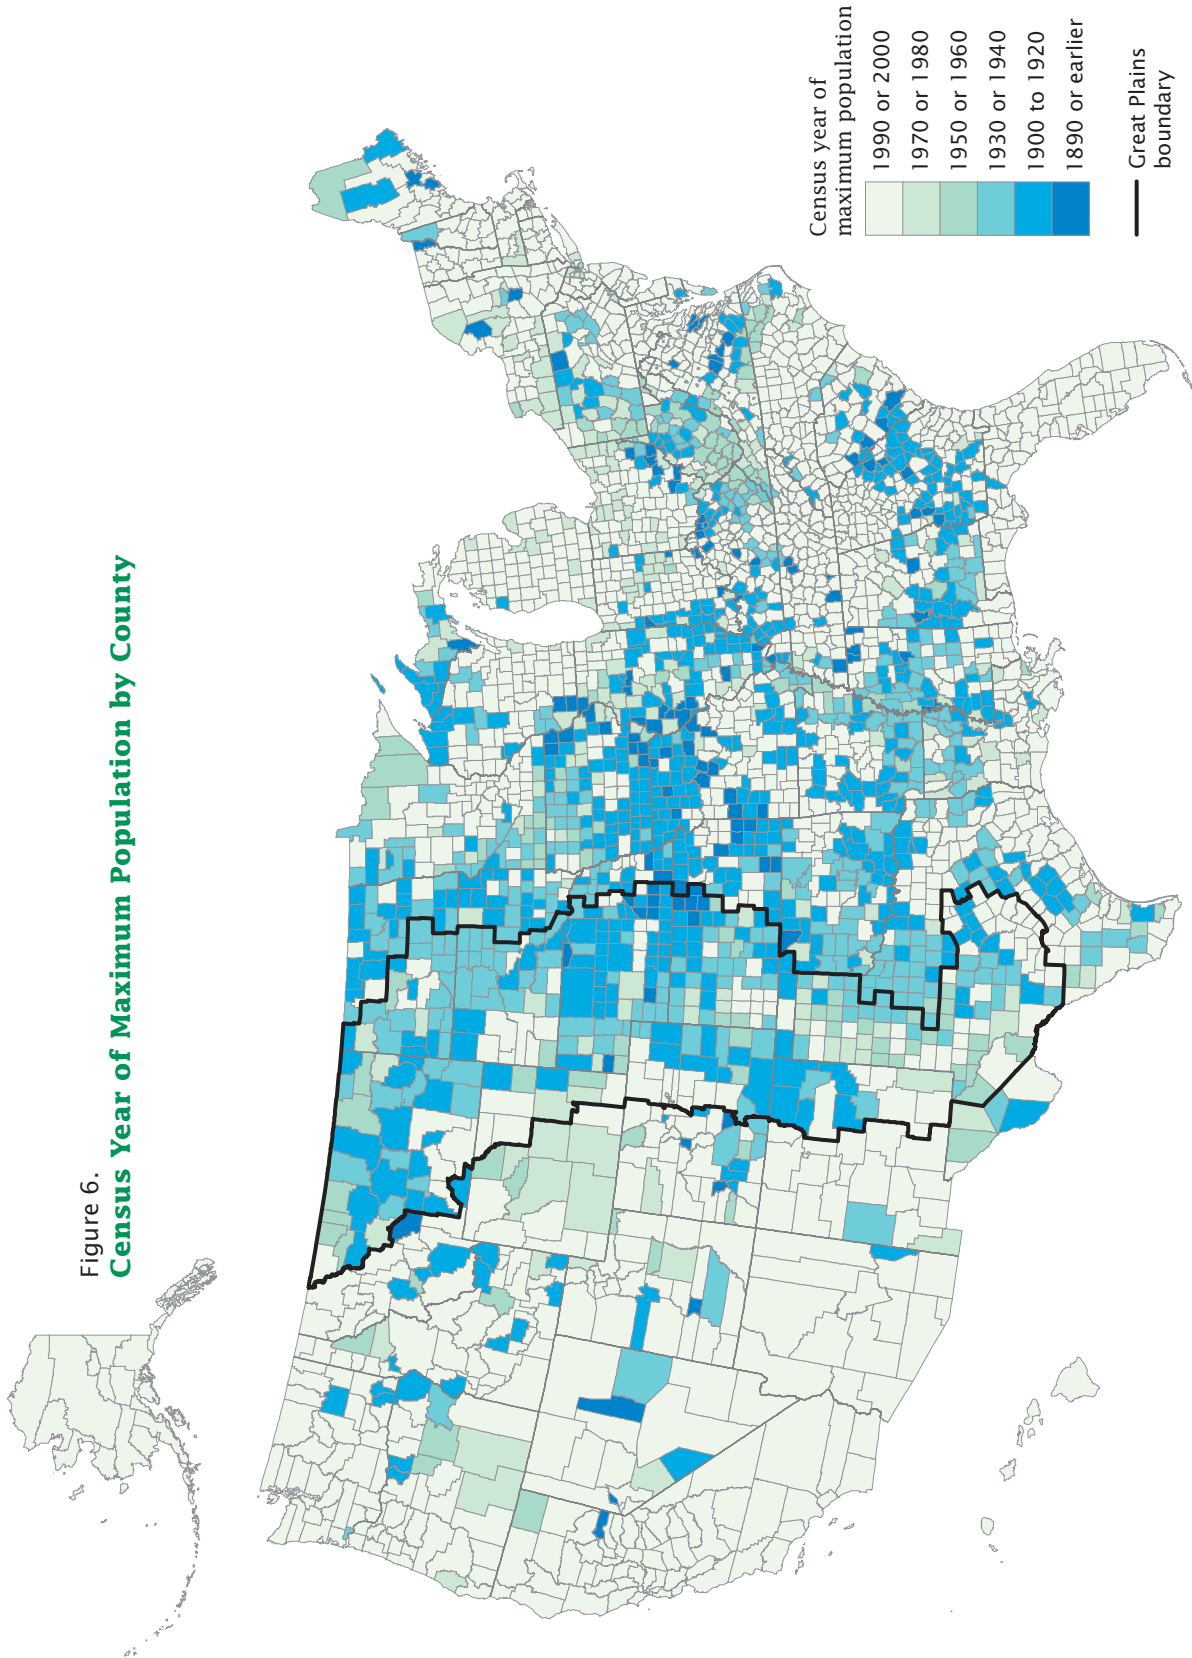 Figure 6.
Census Year of Maximum Population by County
Census year of
maximum population
1990 or 2000
1970 or 1980
1950 or 1960
1930 or 1940
1900 to 1920
1890 or earlier
Great Plains
boundary